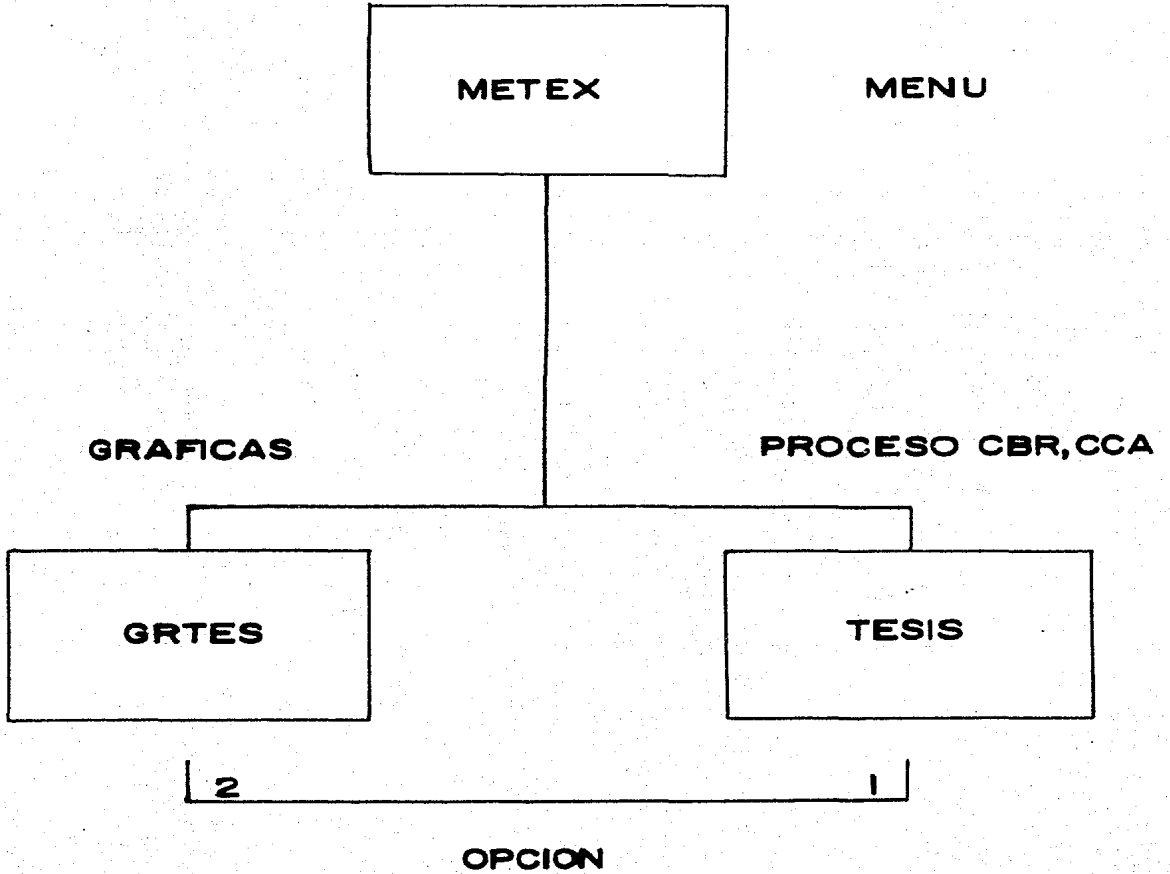 METEX
MENU
GRAFICAS
PROCESO CBR,CCA
GRTES
TESIS
2
1
OPCION